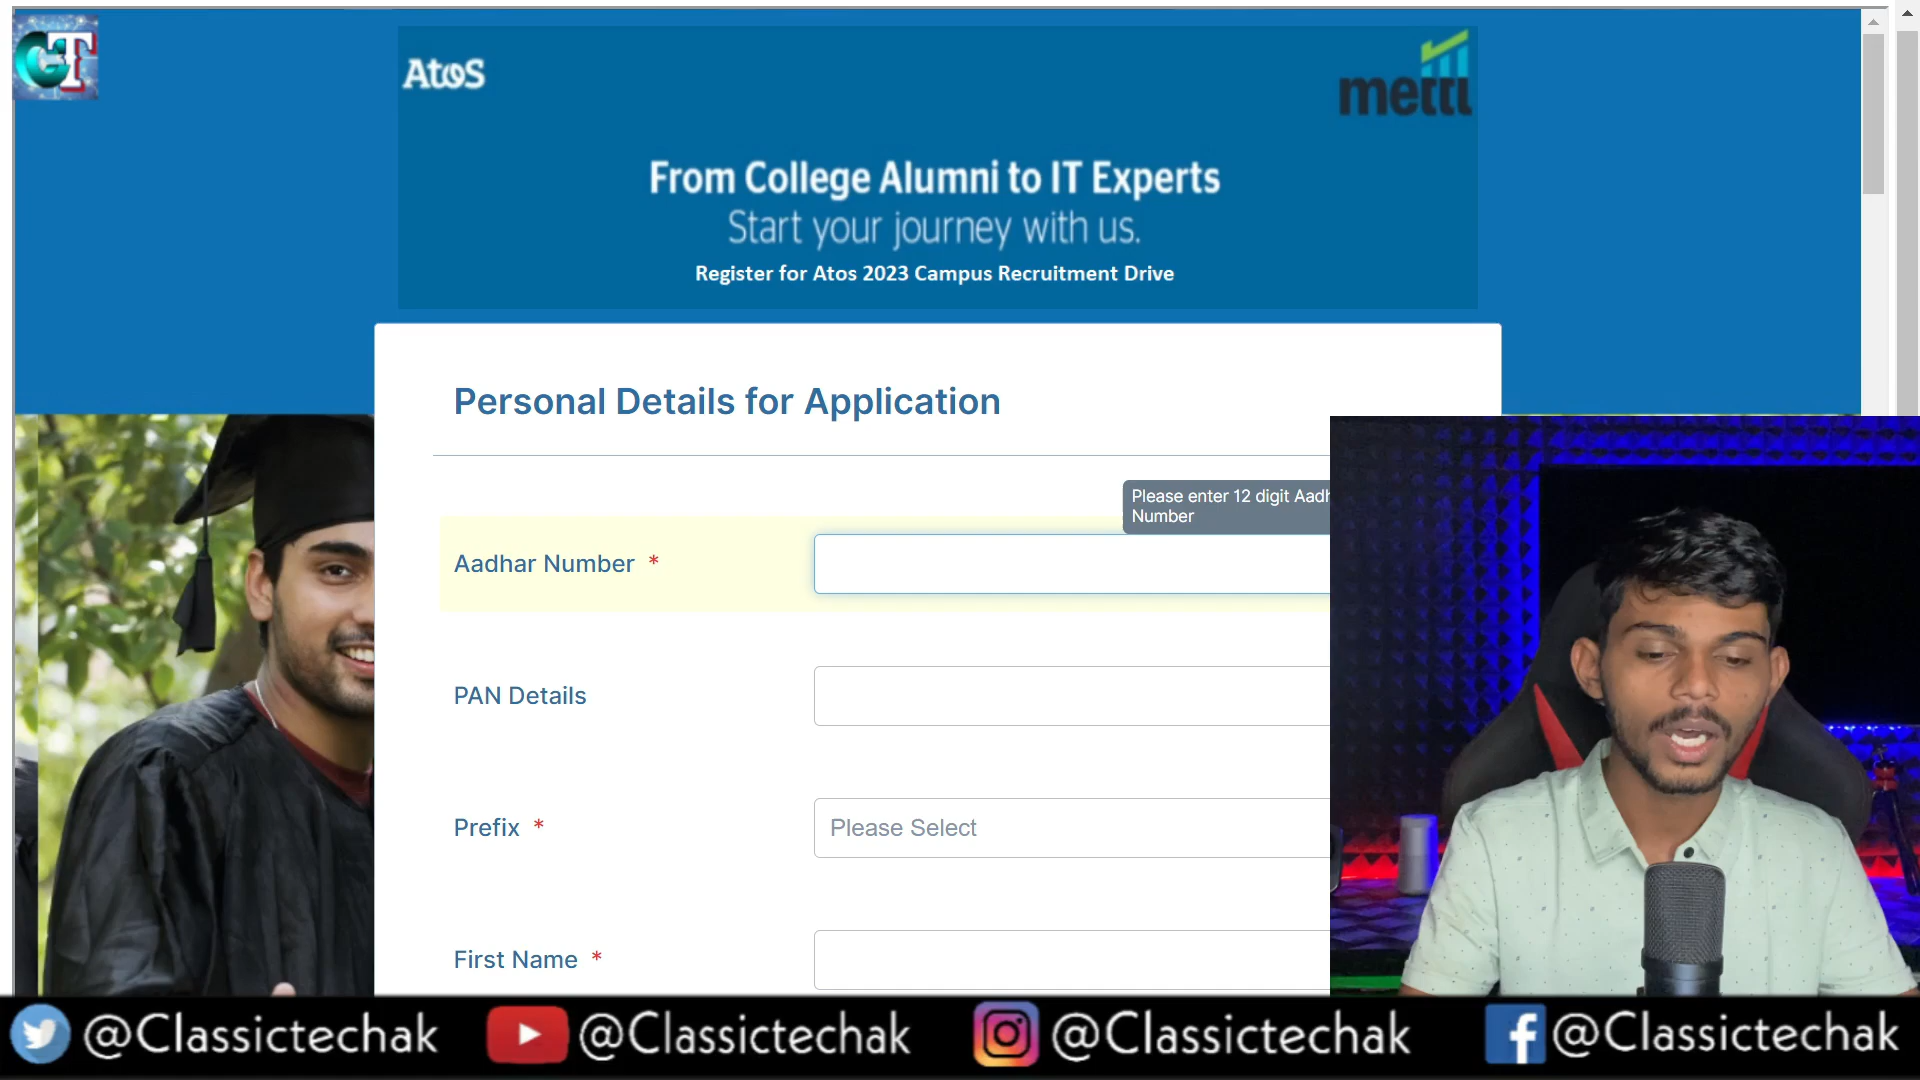 GT
Atos
mettl
From College Alumni to IT Experts
Start your journey with us.
Register for Atos 2023 Campus Recruitment Drive
Personal Details for Application
Please enter 12 digit Aadh
Number
Aadhar Number *
PAN Details
Prefix *
Please Select
First Name *
@Classictechak
@Classictechak
@Classictechak
@Classictechak